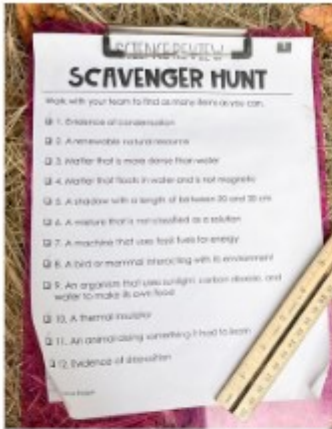 SCIENCE REVIEW
SCAVENGER HUNT
Work with your team to find as many items as you can.
1. Evidence of condensation
2. A renewable natural resource
3. Matter that is more dense than water
4. Matter that floats in water and is not magnetic
5. A shadow with a length of between 20 and 30 cm
6. A mixture that is not classified as a solution
7. A machine that uses fossil fuels for energy
8. A bird or mammal interacting with its environment
9. An organism that uses sunlight, carbon dioxide, and
water to make its own food
10. A thermal insulator
11. An animal doing something it had to learn
12. Evidence of deposition